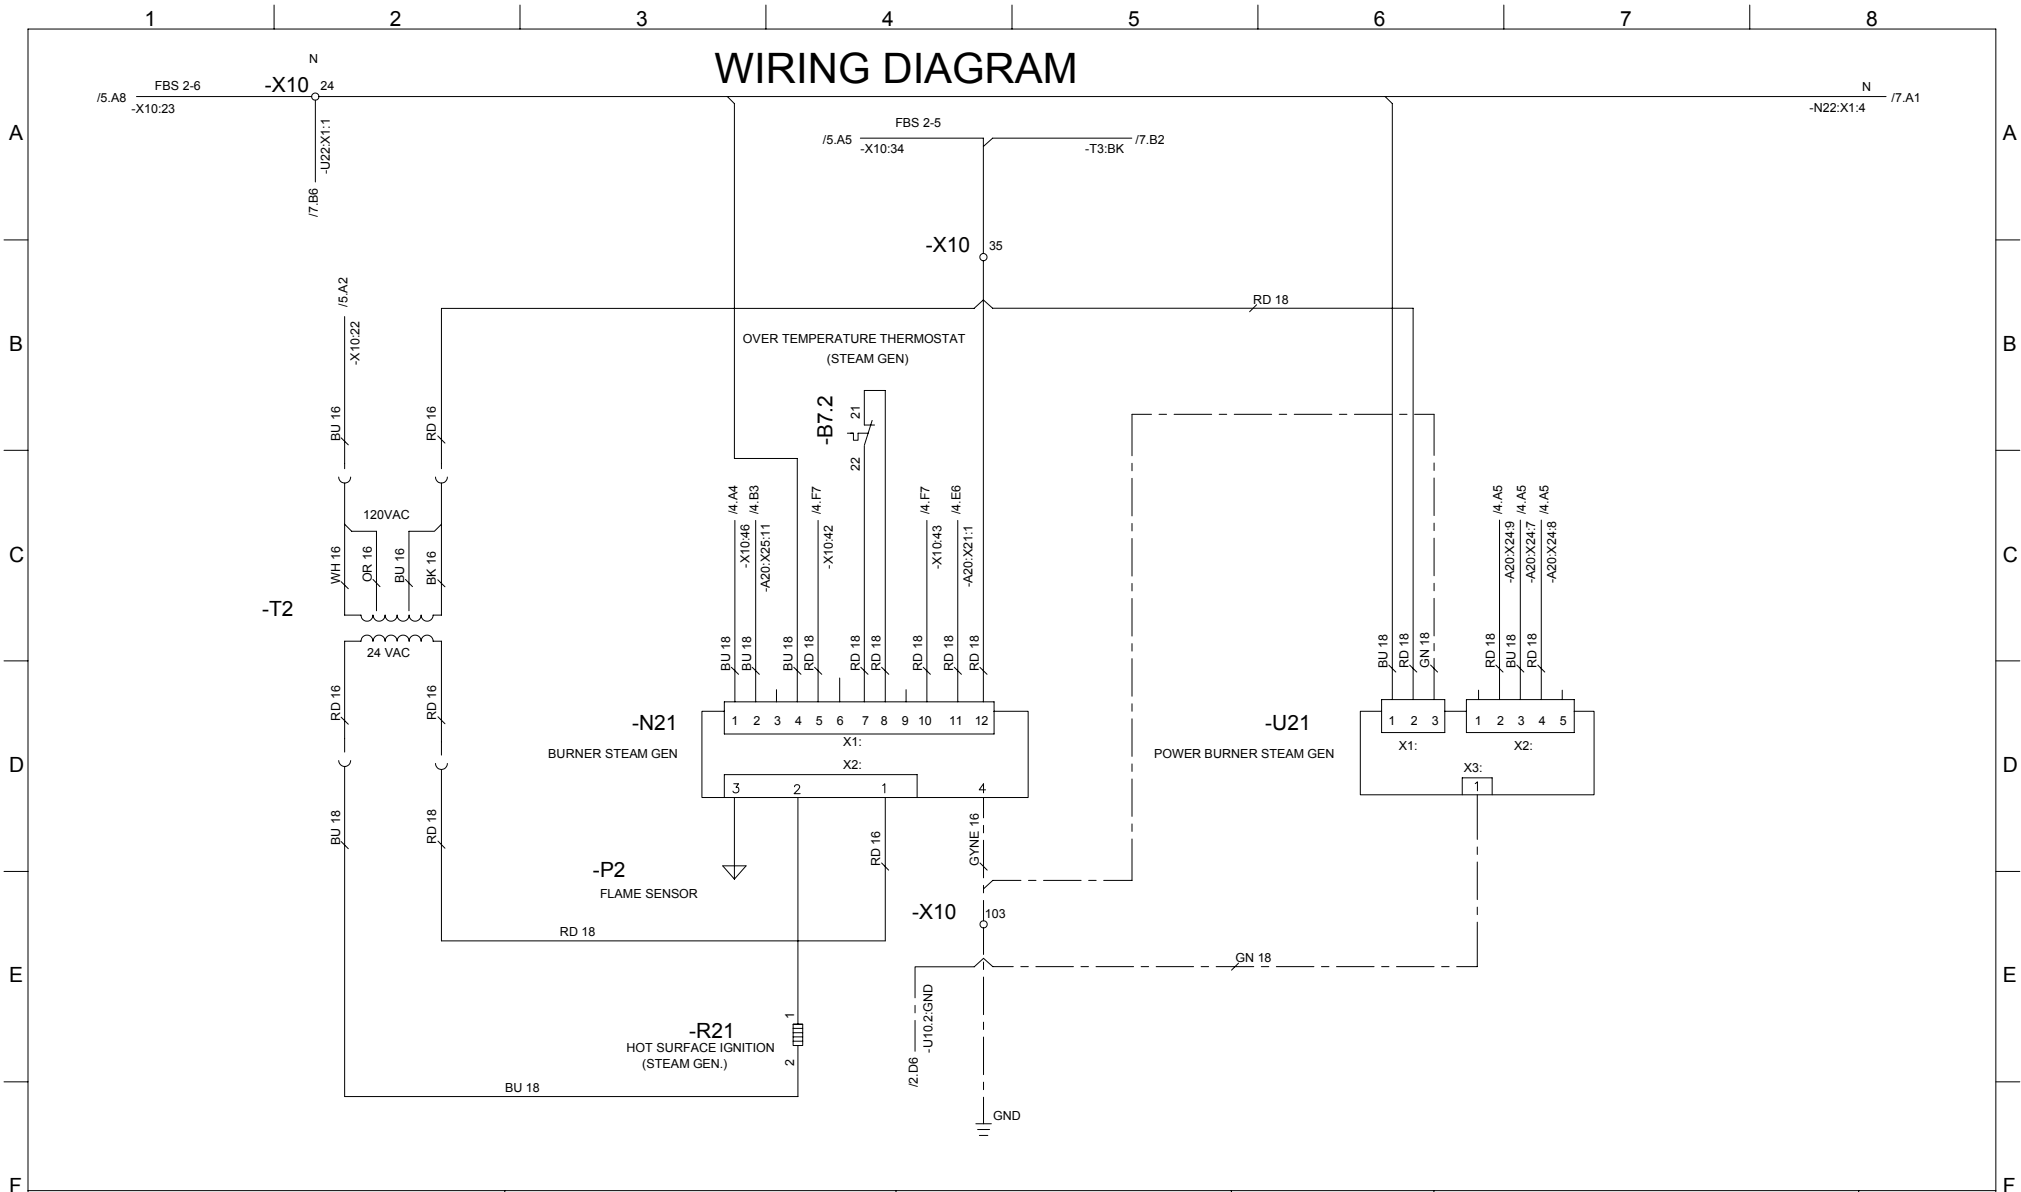 1 2 3 4 5 6 7 8
WIRING DIAGRAM
N
-X10 24
/5.A8
FBS 2-6
-X10:23
-U22:X1:1
/7.B6
N
-N22:X1:4
/7.A1
A
A
FBS 2-5
/5.A5
-X10:34
-T3:BK
/7.B2
-X10 35
/5.A2
-X10:22
RD 18
B
B
OVER TEMPERATURE THERMOSTAT
(STEAM GEN)
-B7.2
21
22
BU 16
RD 16
120VAC
WH 16
OR 16
BU 16
BK 16
C
C
-T2
24 VAC
/4.A4
-X10:46
/4.B3
-A20:X25:11
/4.F7
-X10:42
/4.F7
-X10:43
/4.E6
-A20:X21:1
/4.A5
-A20:X24:9
/4.A5
-A20:X24:7
/4.A5
-A20:X24:8
BU 18
BU 18
BU 18
RD 18
RD 18
RD 18
RD 18
RD 18
RD 18
BU 18
RD 18
GN 18
RD 18
BU 18
RD 18
RD 16
RD 16
-N21
BURNER STEAM GEN
1 2 3 4 5 6 7 8 9 10 11 12
X1:
X2:
3 2 1 4
-U21
POWER BURNER STEAM GEN
1 2 3
X1:
1 2 3 4 5
X2:
X3:
1
D
D
BU 18
RD 18
RD 16
GYNE 16
-P2
FLAME SENSOR
-X10 103
RD 18
GN 18
E
E
-U10.2:GND
/2.D6
-R21
HOT SURFACE IGNITION
(STEAM GEN.)
1
2
BU 18
GND
F
F